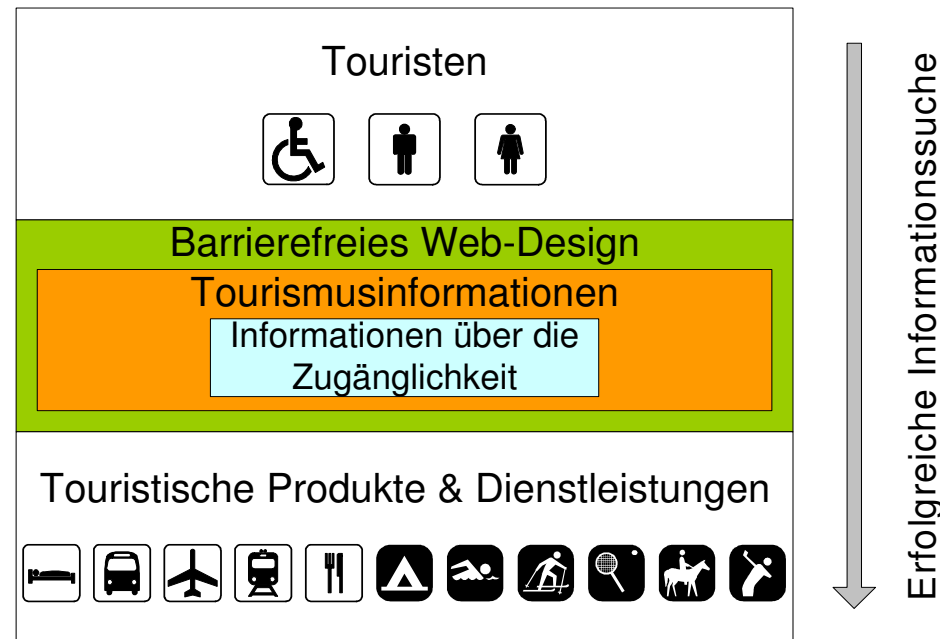 Touristen
Barrierefreies Web-Design
Tourismusinformationen
Informationen über die
Zugänglichkeit
Touristische Produkte & Dienstleistungen
Erfolgreiche Informationssuche